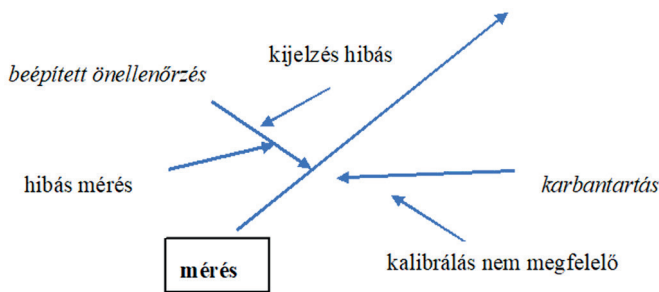 kijelzés hibás
beépített önellenőrzés
hibás mérés
karbantartás
mérés
kalibrálás nem megfelelő